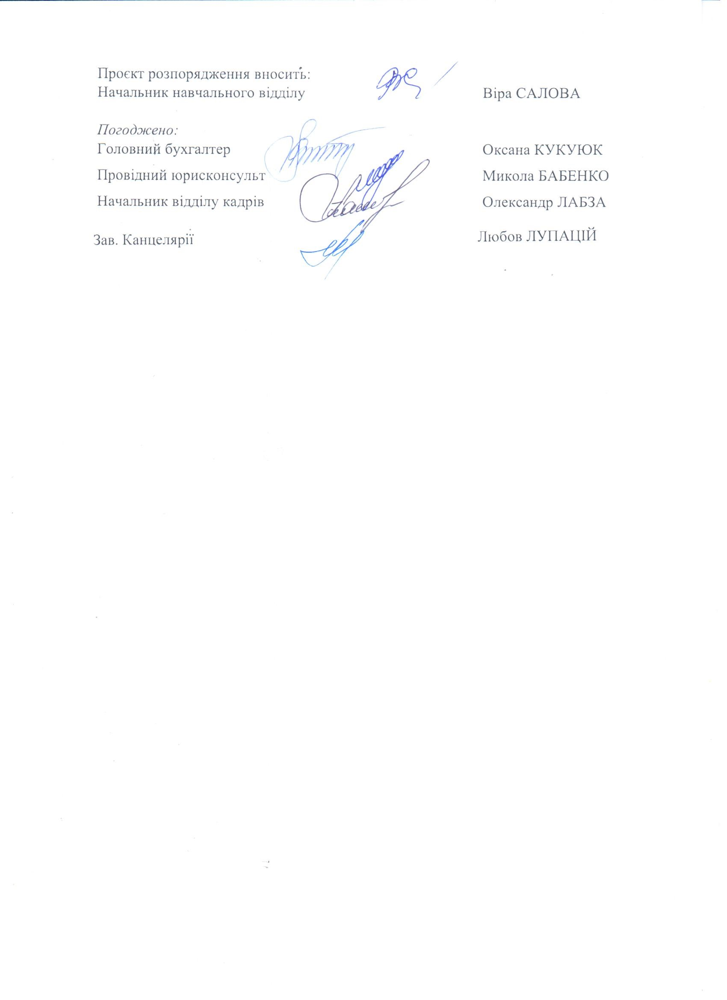 Проєкт розпорядження вносить:
Начальник навчального відділу Віра САЛОВА
Погоджено:
Головний бухгалтер Оксана КУКУЮК
Провідний юрисконсульт Микола БАБЕНКО
Начальник відділу кадрів Олександр ЛАБЗА
Зав. Канцелярії Любов ЛУПАЦІЙ